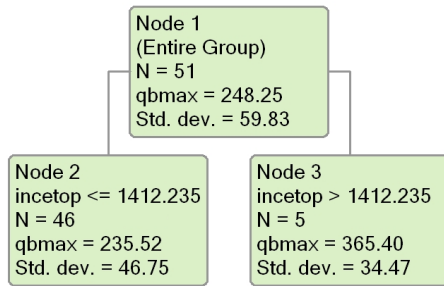 Node 1
(Entire Group)
N = 51
qbmax = 248.25
Std. dev. = 59.83
Node 2
incetop <= 1412.235
N = 46
qbmax = 235.52
Std. dev. = 46.75
Node 3
incetop > 1412.235
N = 5
qbmax = 365.40
Std. dev. = 34.47